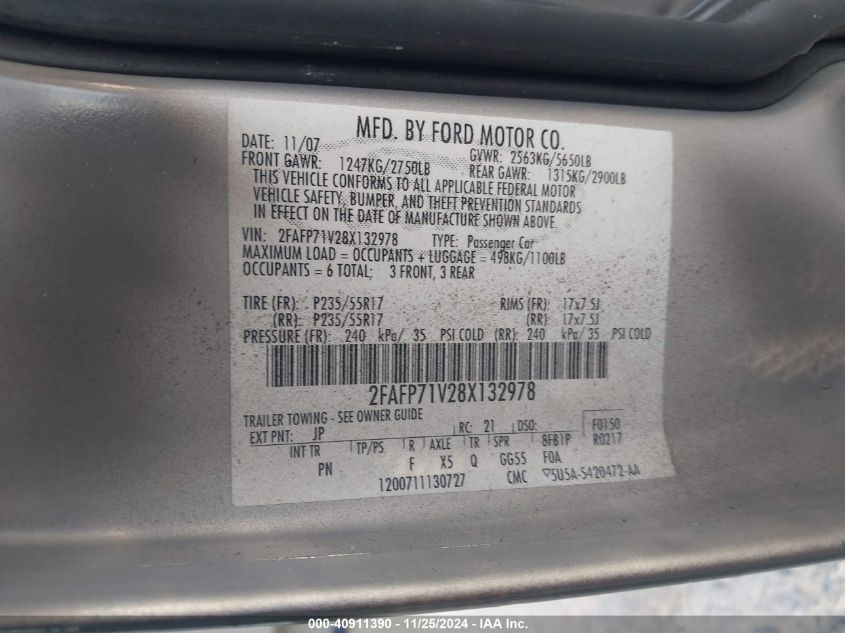 MFD. BY FORD MOTOR CO.
DATE: 11/07 GVWR: 2563KG/5650LB
FRONT GAWR: 1247KG/2750LB REAR GAWR: 1315KG/2900LB
THIS VEHICLE CONFORMS TO ALL APPLICABLE FEDERAL MOTOR
VEHICLE SAFETY, BUMPER, AND THEFT PREVENTION STANDARDS
IN EFFECT ON THE DATE OF MANUFACTURE SHOWN ABOVE.
VIN: 2FAFP71V28X132978 TYPE: Passenger Car
MAXIMUM LOAD = OCCUPANTS + LUGGAGE = 498KG/1100LB
OCCUPANTS = 6 TOTAL; 3 FRONT, 3 REAR
TIRE (FR): P235/55R17 RIMS (FR): 17x7.5J
(RR): P235/55R17 (RR): 17x7.5J
PRESSURE (FR): 240 kPa/ 35 PSI COLD (RR): 240 kPa/ 35 PSI COLD
2FAFP71V28X132978
TRAILER TOWING - SEE OWNER GUIDE
EXT PNT: JP RC: 21 DSO: F0150
INT TR TP/PS R AXLE TR SPR 8FB1P R0217
PN F X5 Q GG55 F0A
1200711130727 CMC ▽5U5A-5420472-AA
000-40911390 - 11/25/2024 - IAAI.com